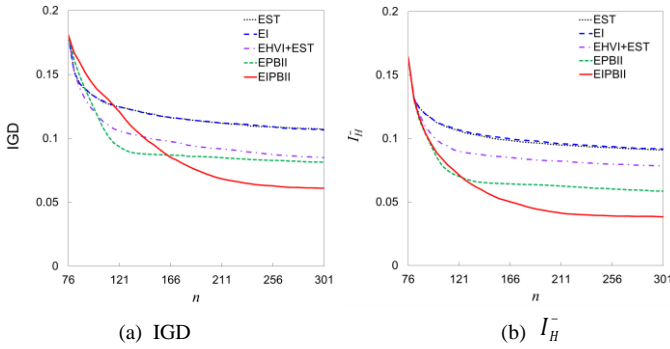 0.2
0.15
0.1
0.05
0
IGD
76 121 166 211 256 301
n
EST
EI
EHVI+EST
EPBII
EIPBII
(a) IGD
0.2
0.15
0.1
0.05
0
I_H^-
76 121 166 211 256 301
n
EST
EI
EHVI+EST
EPBII
EIPBII
(b) I_H^-